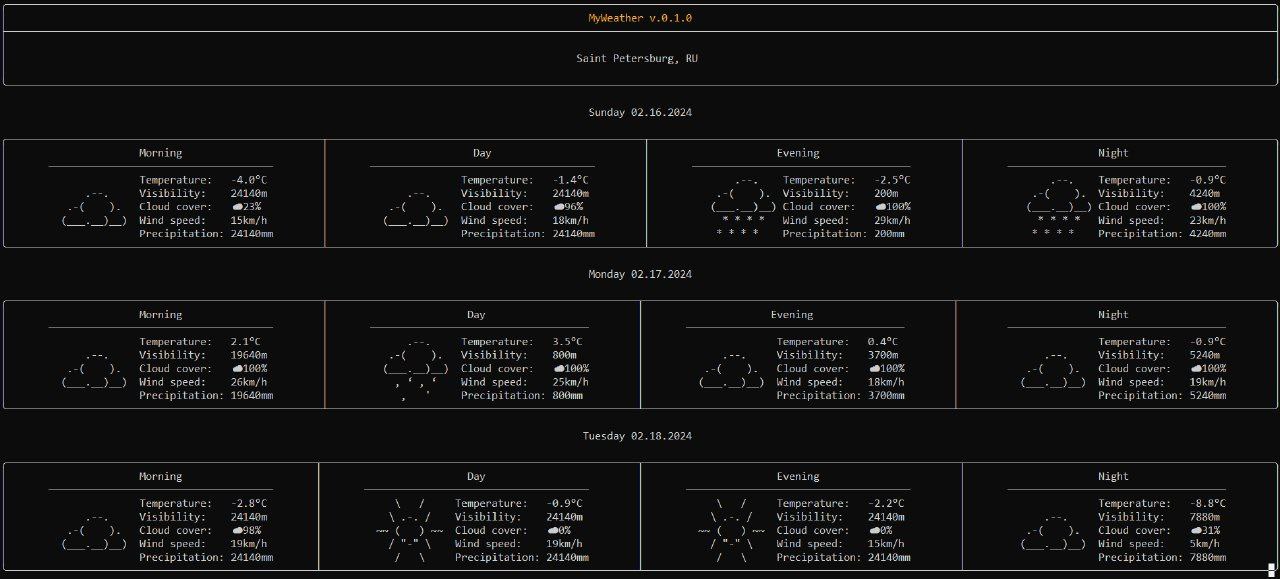 MyWeather v.0.1.0
Saint Petersburg, RU
Sunday 02.16.2024
Morning
Temperature: -4.0°C
Visibility: 24140m
Cloud cover: ☁23%
Wind speed: 15km/h
Precipitation: 24140mm
Day
Temperature: -1.4°C
Visibility: 24140m
Cloud cover: ☁96%
Wind speed: 18km/h
Precipitation: 24140mm
Evening
Temperature: -2.5°C
Visibility: 200m
Cloud cover: ☁100%
Wind speed: 29km/h
Precipitation: 200mm
Night
Temperature: -0.9°C
Visibility: 4240m
Cloud cover: ☁100%
Wind speed: 23km/h
Precipitation: 4240mm
Monday 02.17.2024
Morning
Temperature: 2.1°C
Visibility: 19640m
Cloud cover: ☁100%
Wind speed: 26km/h
Precipitation: 19640mm
Day
Temperature: 3.5°C
Visibility: 800m
Cloud cover: ☁100%
Wind speed: 25km/h
Precipitation: 800mm
Evening
Temperature: 0.4°C
Visibility: 3700m
Cloud cover: ☁100%
Wind speed: 18km/h
Precipitation: 3700mm
Night
Temperature: -0.9°C
Visibility: 5240m
Cloud cover: ☁100%
Wind speed: 19km/h
Precipitation: 5240mm
Tuesday 02.18.2024
Morning
Temperature: -2.8°C
Visibility: 24140m
Cloud cover: ☁98%
Wind speed: 19km/h
Precipitation: 24140mm
Day
Temperature: -0.9°C
Visibility: 24140m
Cloud cover: ☁0%
Wind speed: 19km/h
Precipitation: 24140mm
Evening
Temperature: -2.2°C
Visibility: 24140m
Cloud cover: ☁0%
Wind speed: 15km/h
Precipitation: 24140mm
Night
Temperature: -8.8°C
Visibility: 7880m
Cloud cover: ☁31%
Wind speed: 5km/h
Precipitation: 7880mm